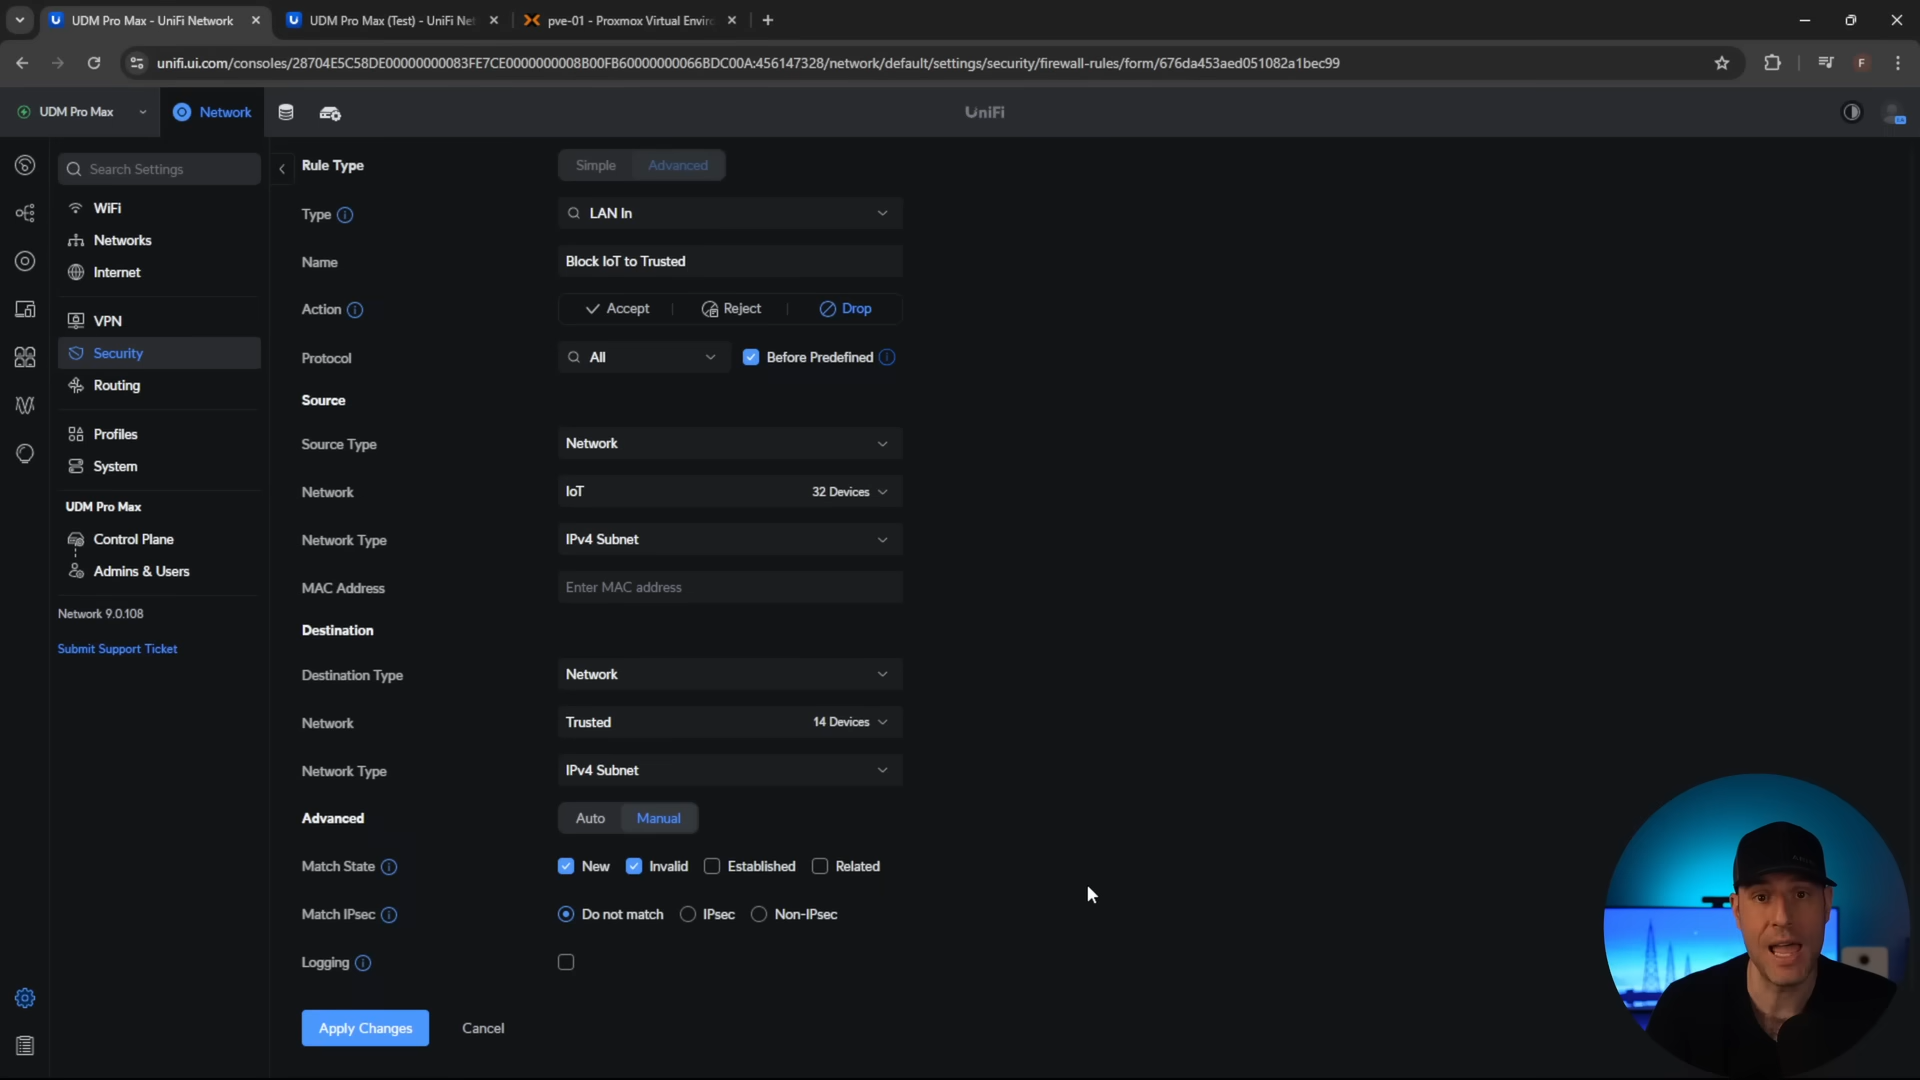 UDM Pro Max - UniFi Network
UDM Pro Max (Test) - UniFi Net
pve-01 - Proxmox Virtual Enviro
unifi.ui.com/consoles/28704E5C58DE00000000083FE7CE0000000008B00FB60000000066BDC00A:456147328/network/default/settings/security/firewall-rules/form/676da453aed051082a1bec99
F
UDM Pro Max
Network
UniFi
Search Settings
WiFi
Networks
Internet
VPN
Security
Routing
Profiles
System
UDM Pro Max
Control Plane
Admins & Users
Network 9.0.108
Submit Support Ticket
Rule Type
Simple
Advanced
Type
LAN In
Name
Block IoT to Trusted
Action
Accept
Reject
Drop
Protocol
All
Before Predefined
Source
Source Type
Network
Network
IoT
32 Devices
Network Type
IPv4 Subnet
MAC Address
Enter MAC address
Destination
Destination Type
Network
Network
Trusted
14 Devices
Network Type
IPv4 Subnet
Advanced
Auto
Manual
Match State
New
Invalid
Established
Related
Match IPsec
Do not match
IPsec
Non-IPsec
Logging
Apply Changes
Cancel